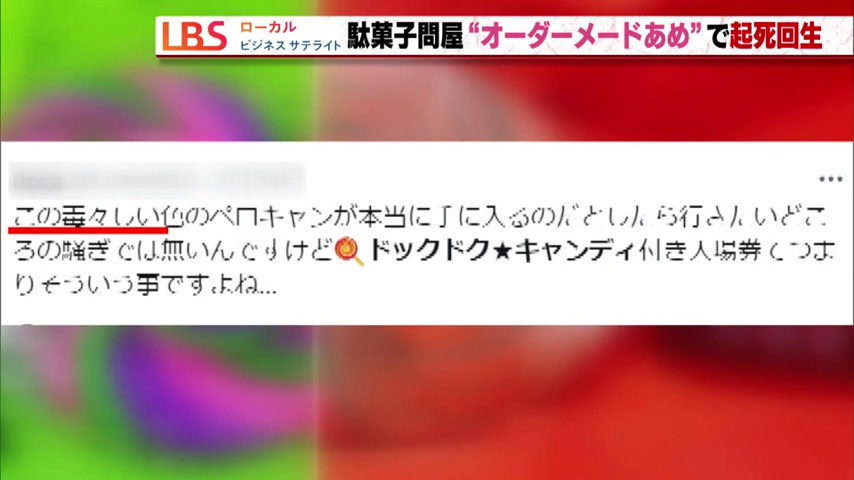 LBS ローカル ビジネス サテライト 駄菓子問屋“オーダーメードあめ”で起死回生
この毒々しい色のペロキャンが本当に手に入るのだとしたら行きたいどこ
ろの騒ぎでは無いんですけど🍭ドックドク★キャンディ付き入場券てつま
りそういう事ですよね...